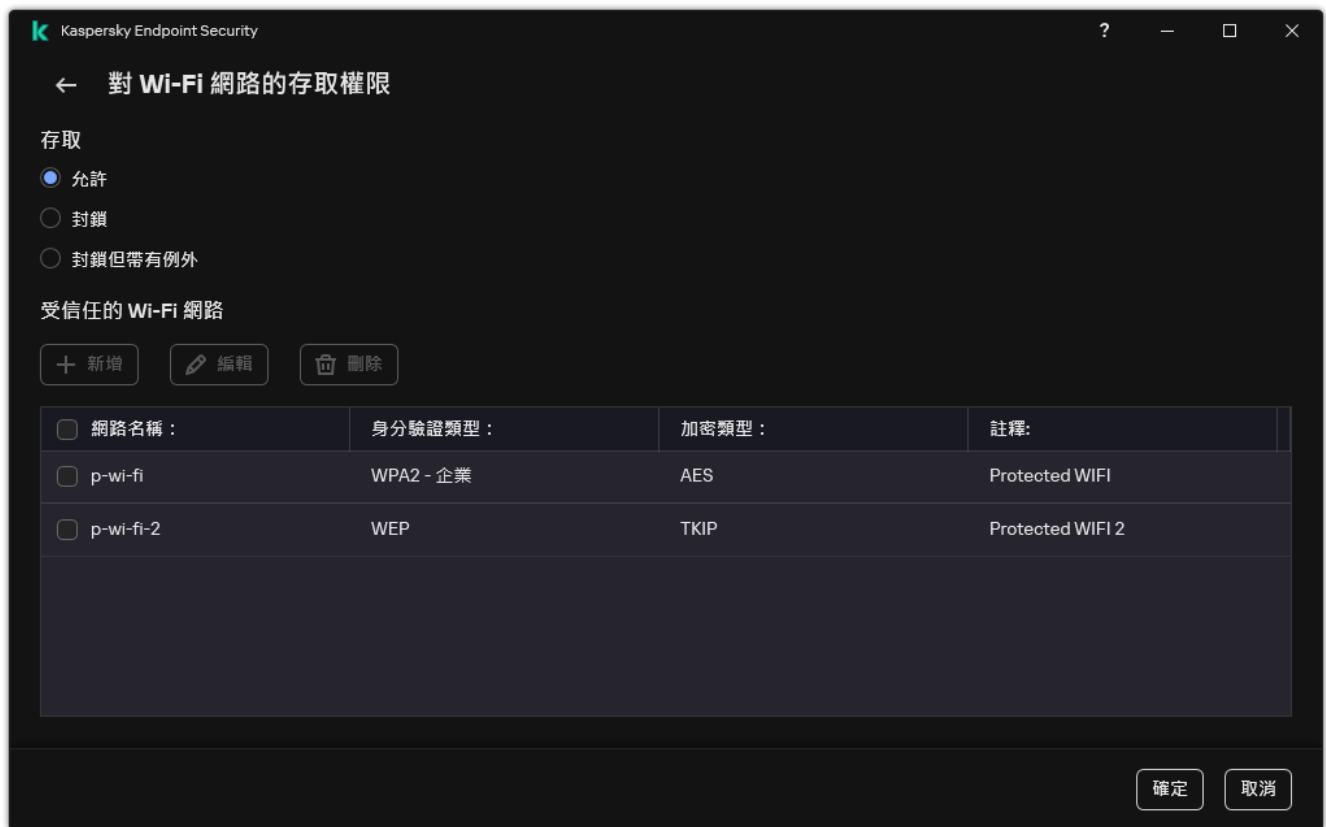 Kaspersky Endpoint Security ?
對 Wi-Fi 網路的存取權限
存取
允許
封鎖
封鎖但帶有例外
受信任的 Wi-Fi 網路
新增 編輯 刪除
網路名稱： 身分驗證類型： 加密類型： 註釋:
p-wi-fi WPA2 - 企業 AES Protected WIFI
p-wi-fi-2 WEP TKIP Protected WIFI 2
確定 取消